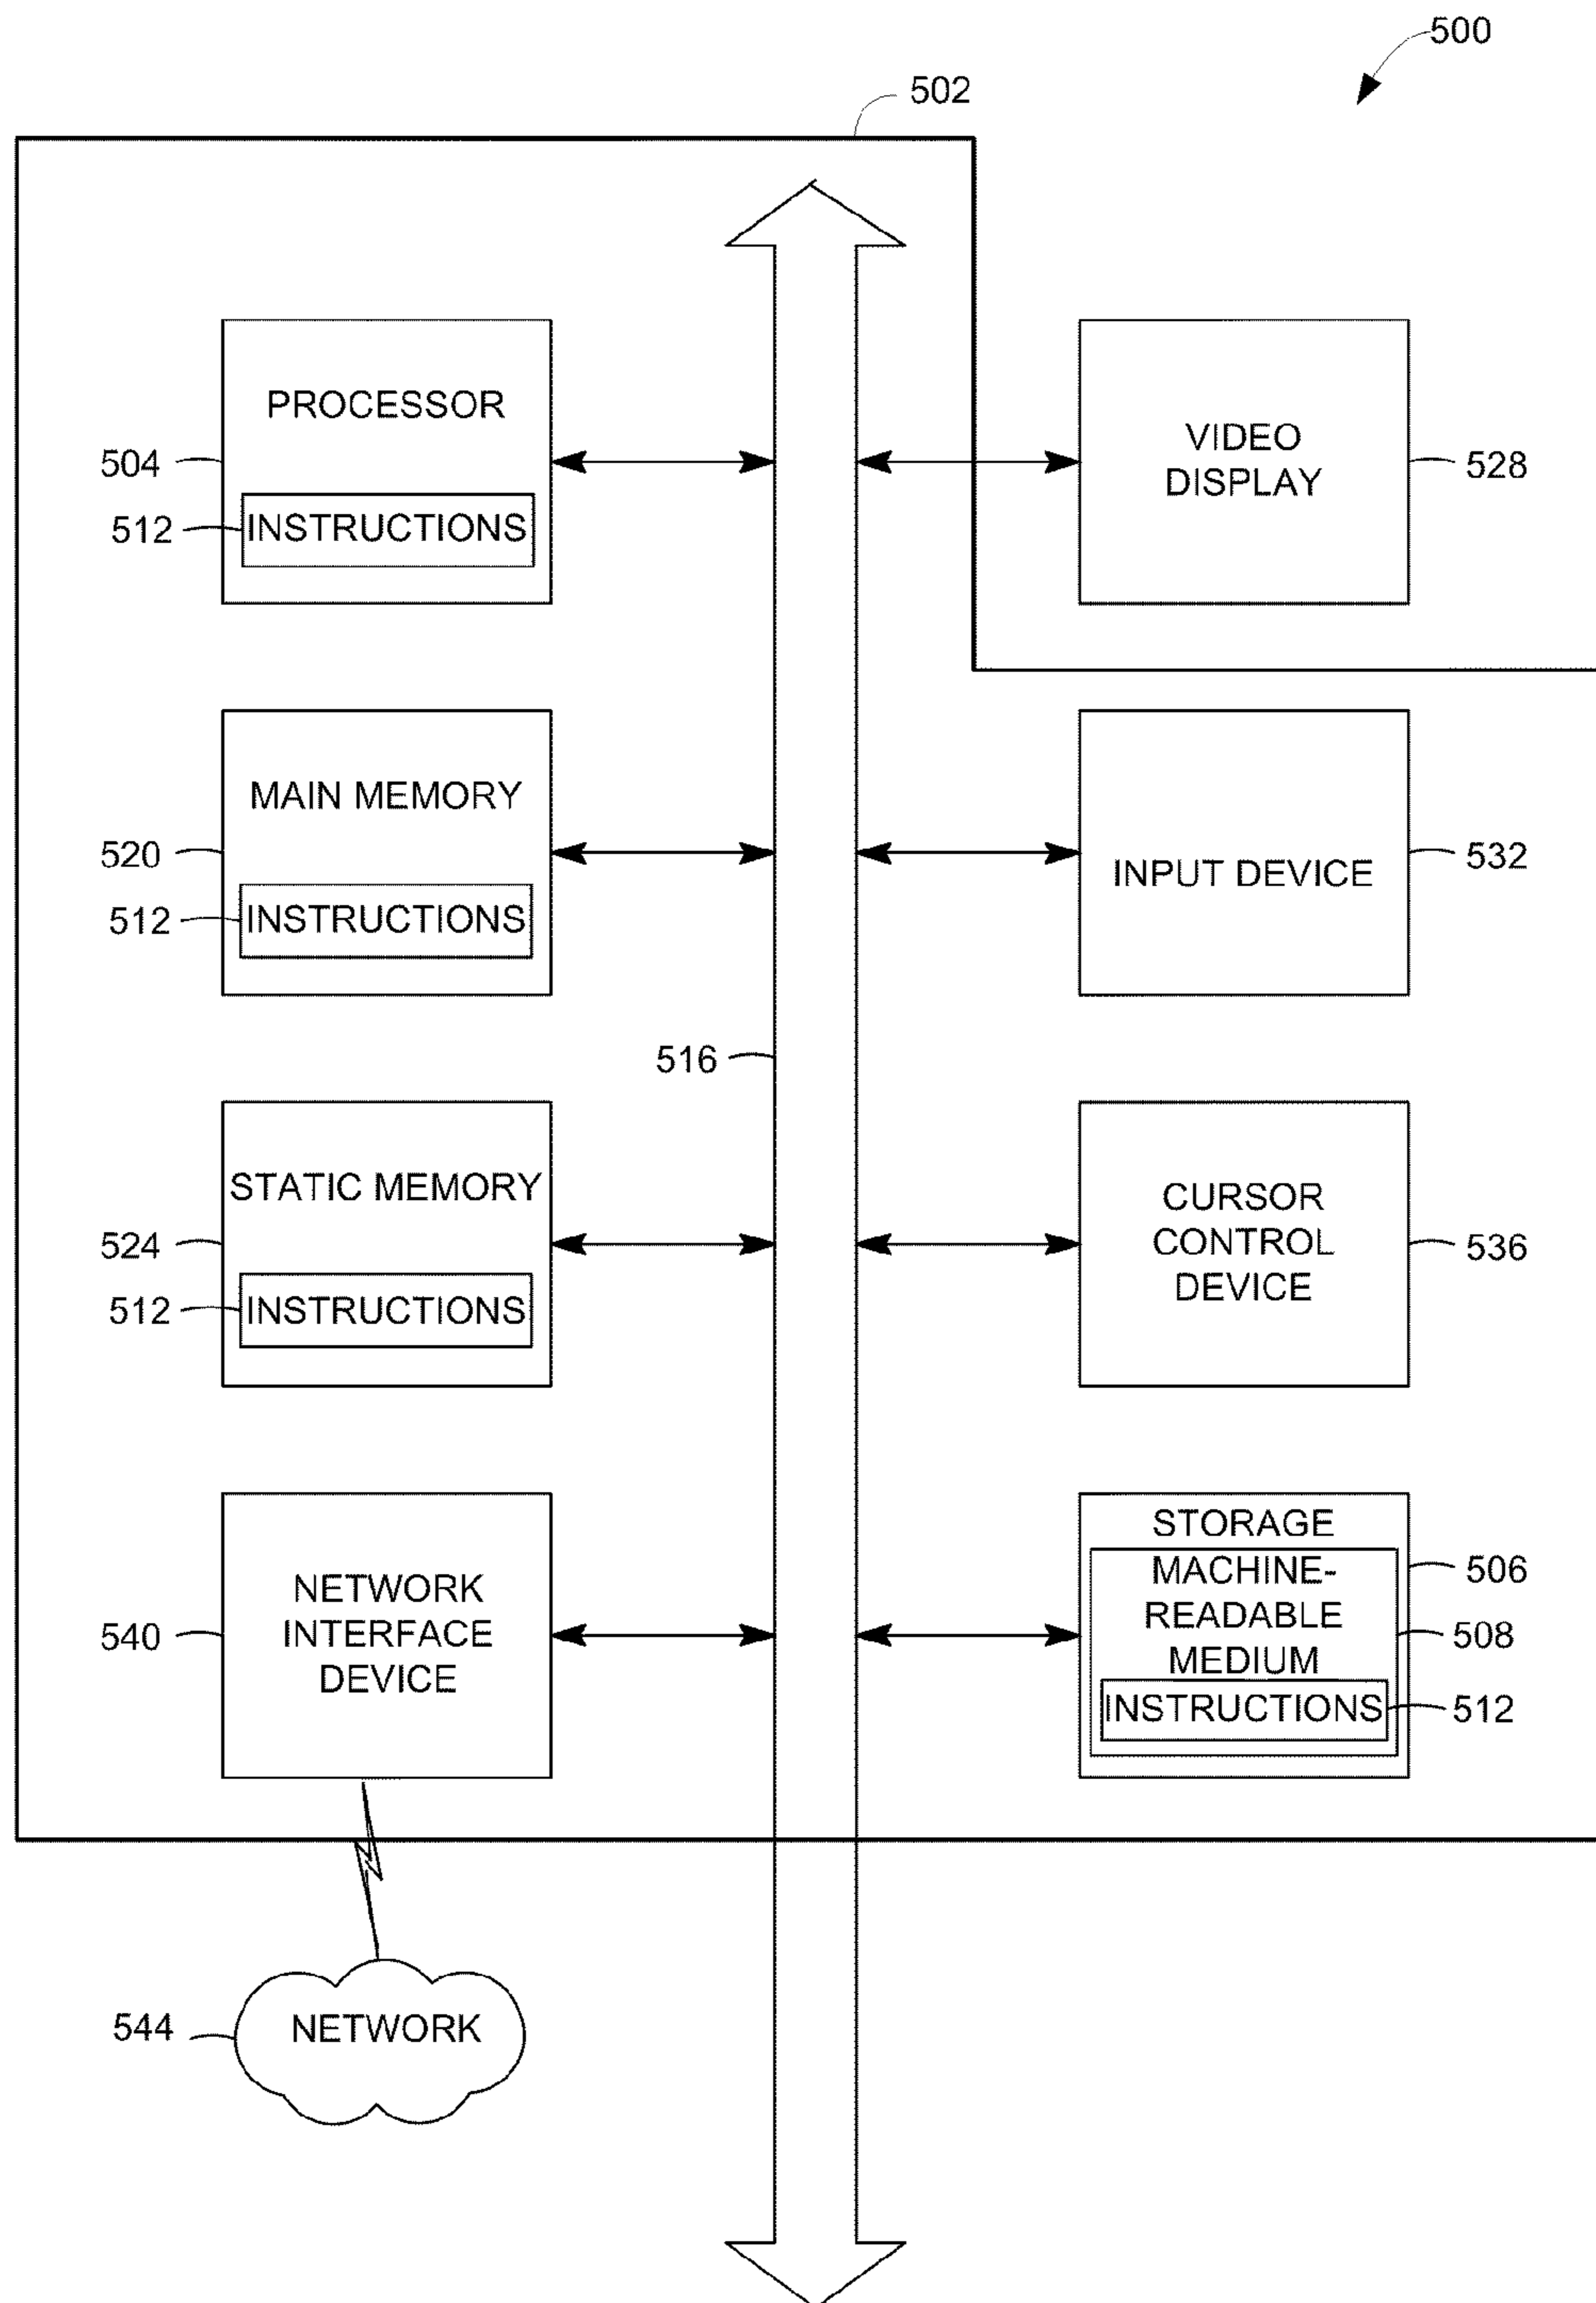 500
502
PROCESSOR
504
512
INSTRUCTIONS
VIDEO
DISPLAY
528
MAIN MEMORY
520
512
INSTRUCTIONS
INPUT DEVICE
532
516
STATIC MEMORY
524
512
INSTRUCTIONS
CURSOR
CONTROL
DEVICE
536
NETWORK
INTERFACE
DEVICE
540
STORAGE
MACHINE-
READABLE
MEDIUM
INSTRUCTIONS
506
508
512
544
NETWORK